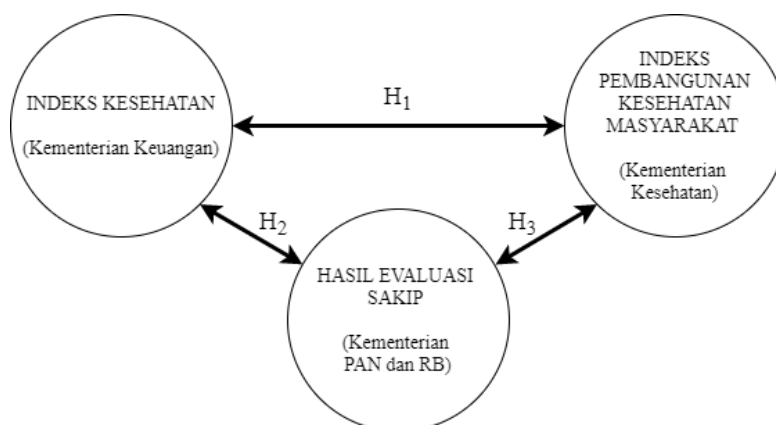 INDEKS KESEHATAN
(Kementerian Keuangan)
H1
INDEKS
PEMBANGUNAN
KESEHATAN
MASYARAKAT
(Kementerian
Kesehatan)
H2
H3
HASIL EVALUASI
SAKIP
(Kementerian
PAN dan RB)